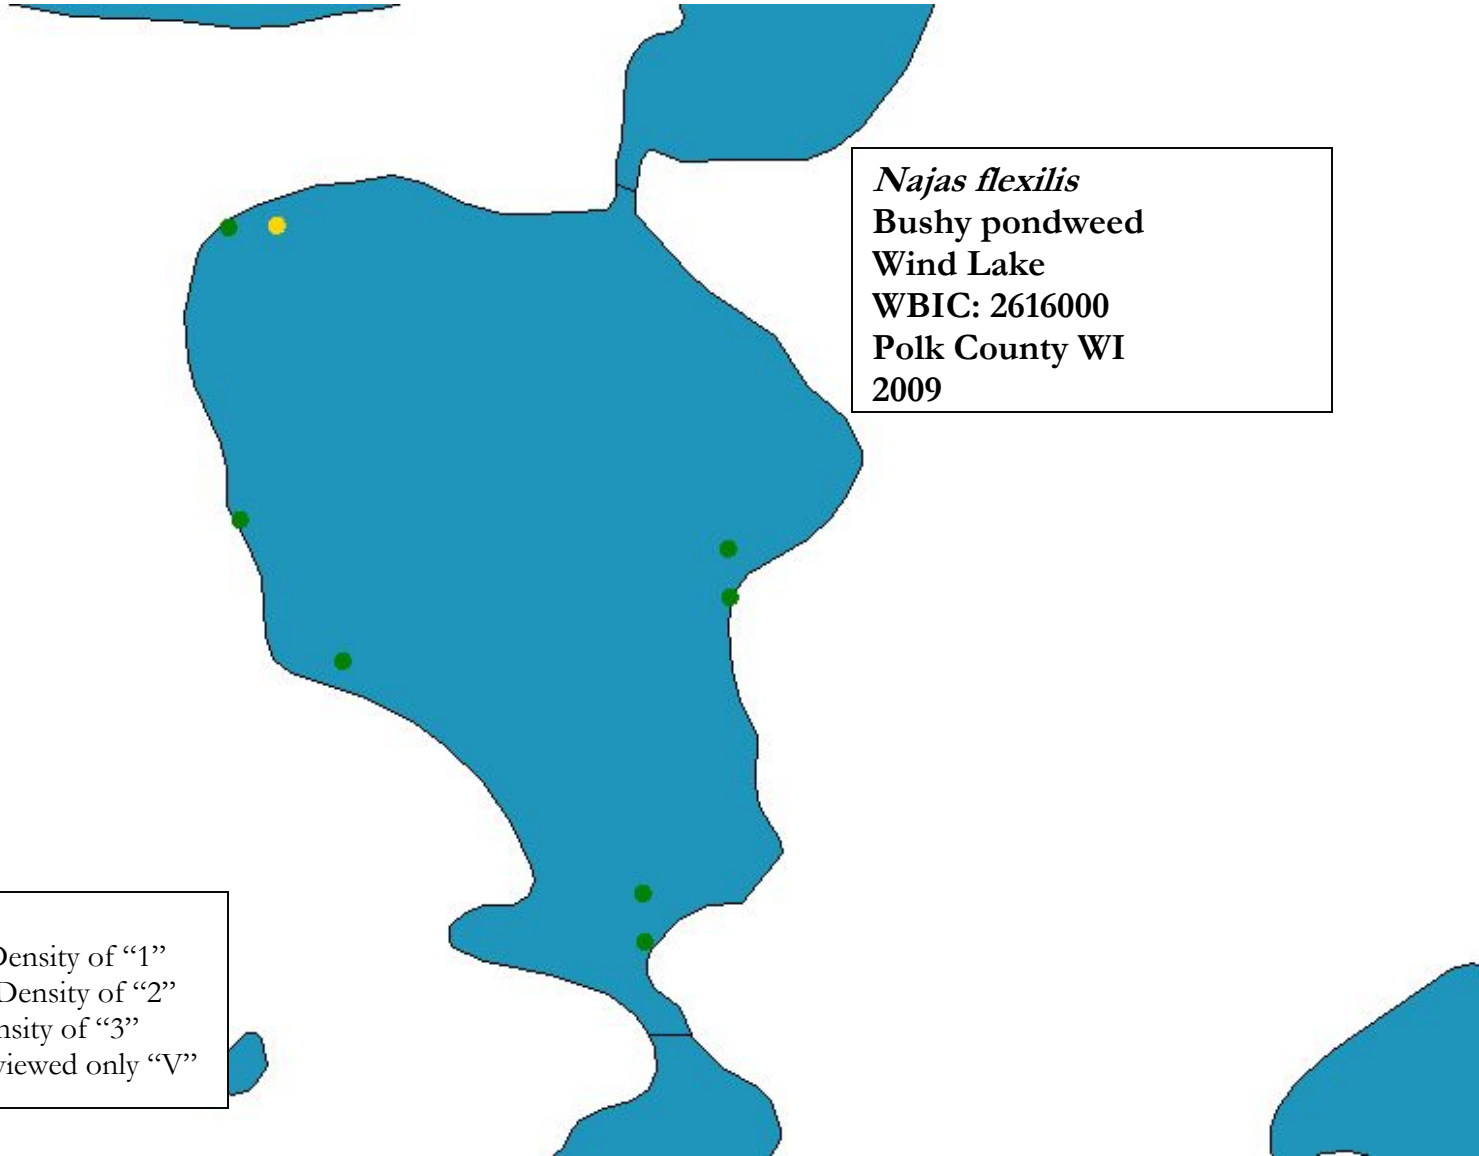 Najas flexilis
Bushy pondweed
Wind Lake
WBIC: 2616000
Polk County WI
2009
Density of “1”
Density of “2”
of “3”
viewed only “V”